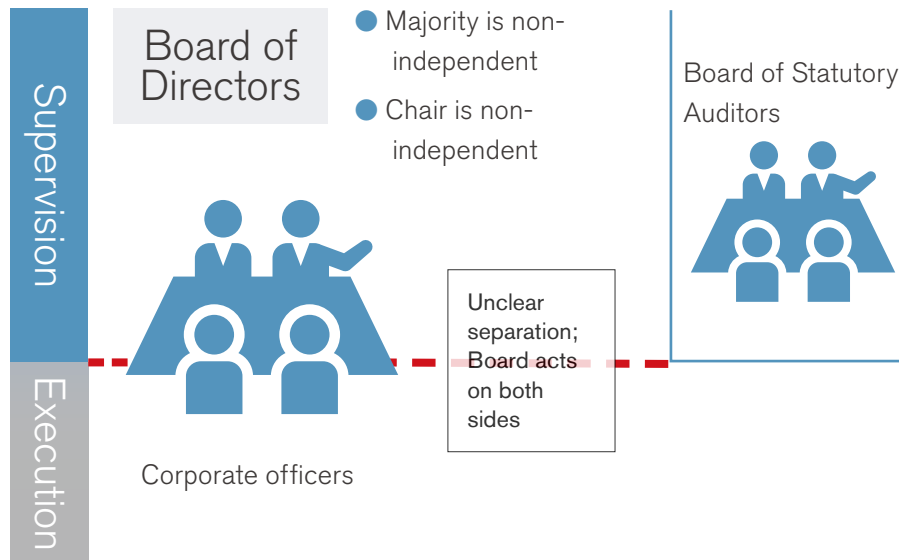 Supervision
Board of
Directors
Majority is non-
independent
Chair is non-
independent
Board of Statutory
Auditors
Unclear
separation;
Board acts
on both
sides
Execution
Corporate officers